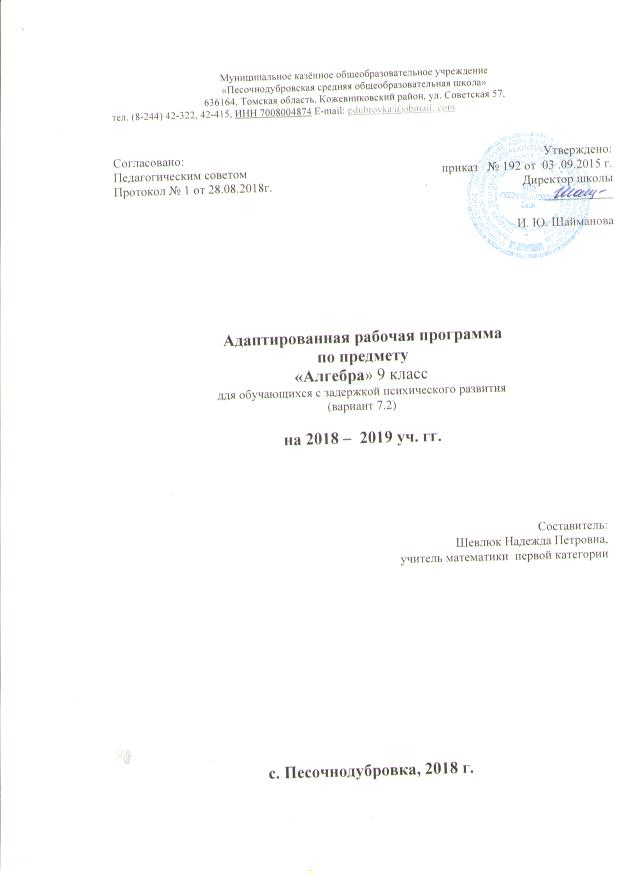 Муниципальное казённое общеобразовательное учреждение
«Песочнодубровская средняя общеобразовательная школа»
636164, Томская область, Кожевниковский район, ул. Советская 57,
тел. (8-244) 42-322, 42-415, ИНН 7008004874 E-mail: pdubrovka@sibmail. com
Согласовано:
Педагогическим советом
Протокол № 1 от 28.08.2018г.
Утверждено:
приказ № 192 от 03 .09.2015 г.
Директор школы
И. Ю. Шайманова
ПЕСОЧНОДУБРОВСКАЯ
Адаптированная рабочая программа
по предмету
«Алгебра» 9 класс
для обучающихся с задержкой психического развития
(вариант 7.2)
на 2018 – 2019 уч. гг.
Составитель:
Шевлюк Надежда Петровна,
учитель математики первой категории
с. Песочнодубровка, 2018 г.